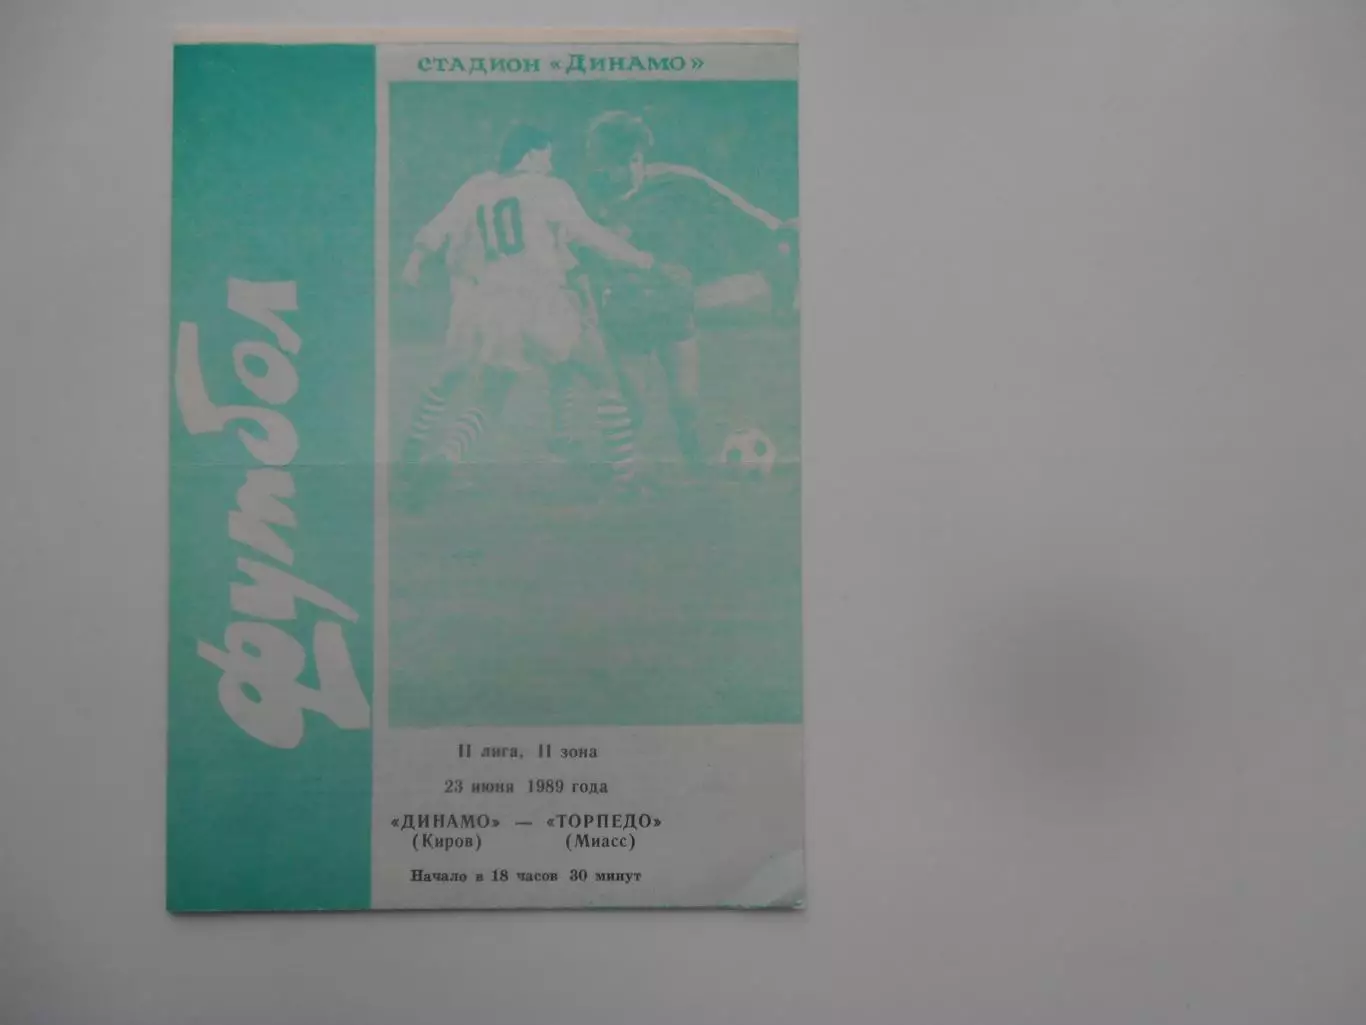 СТАДИОН «ДИНАМО»
футбол
10
II лига, II зона
23 июня 1989 года
«ДИНАМО» — «ТОРПЕДО»
(Киров) (Миасс)
Начало в 18 часов 30 минут